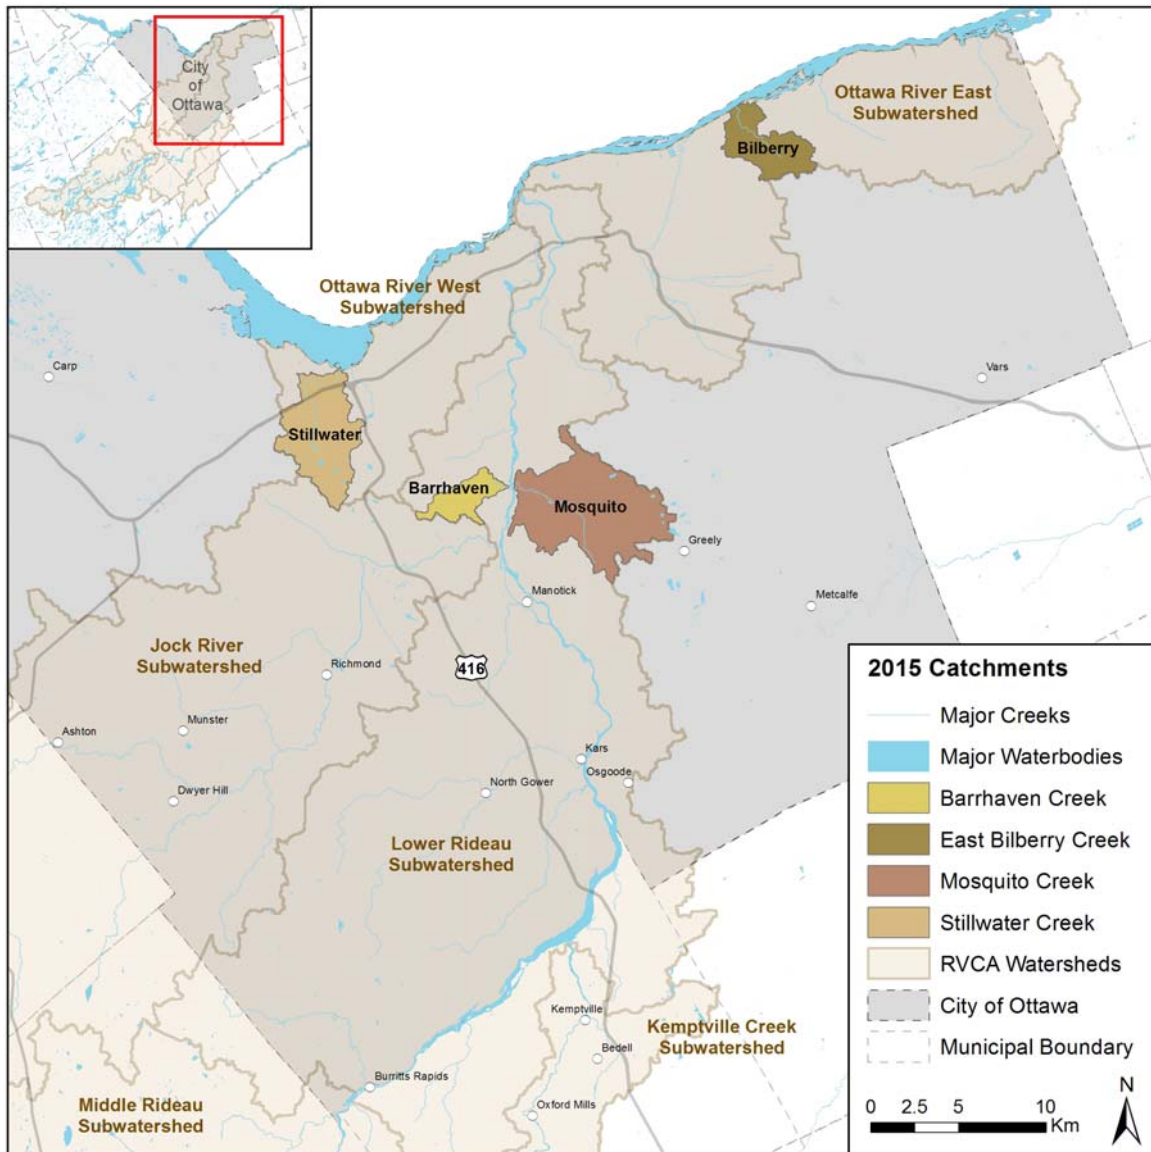 City
of
Ottawa
Ottawa River East
Subwatershed
Bilberry
Ottawa River West
Subwatershed
Carp
Vars
Stillwater
Barrhaven
Mosquito
Greely
Manotick
Metcalfe
Jock River
Subwatershed
Richmond
416
Munster
Ashton
Kars
Osgoode
Dwyer Hill
North Gower
Lower Rideau
Subwatershed
Kemptville
Kemptville Creek
Subwatershed
Bedell
Burritts Rapids
Middle Rideau
Subwatershed
Oxford Mills
2015 Catchments
Major Creeks
Major Waterbodies
Barrhaven Creek
East Bilberry Creek
Mosquito Creek
Stillwater Creek
RVCA Watersheds
City of Ottawa
Municipal Boundary
N
0 2.5 5 10
Km